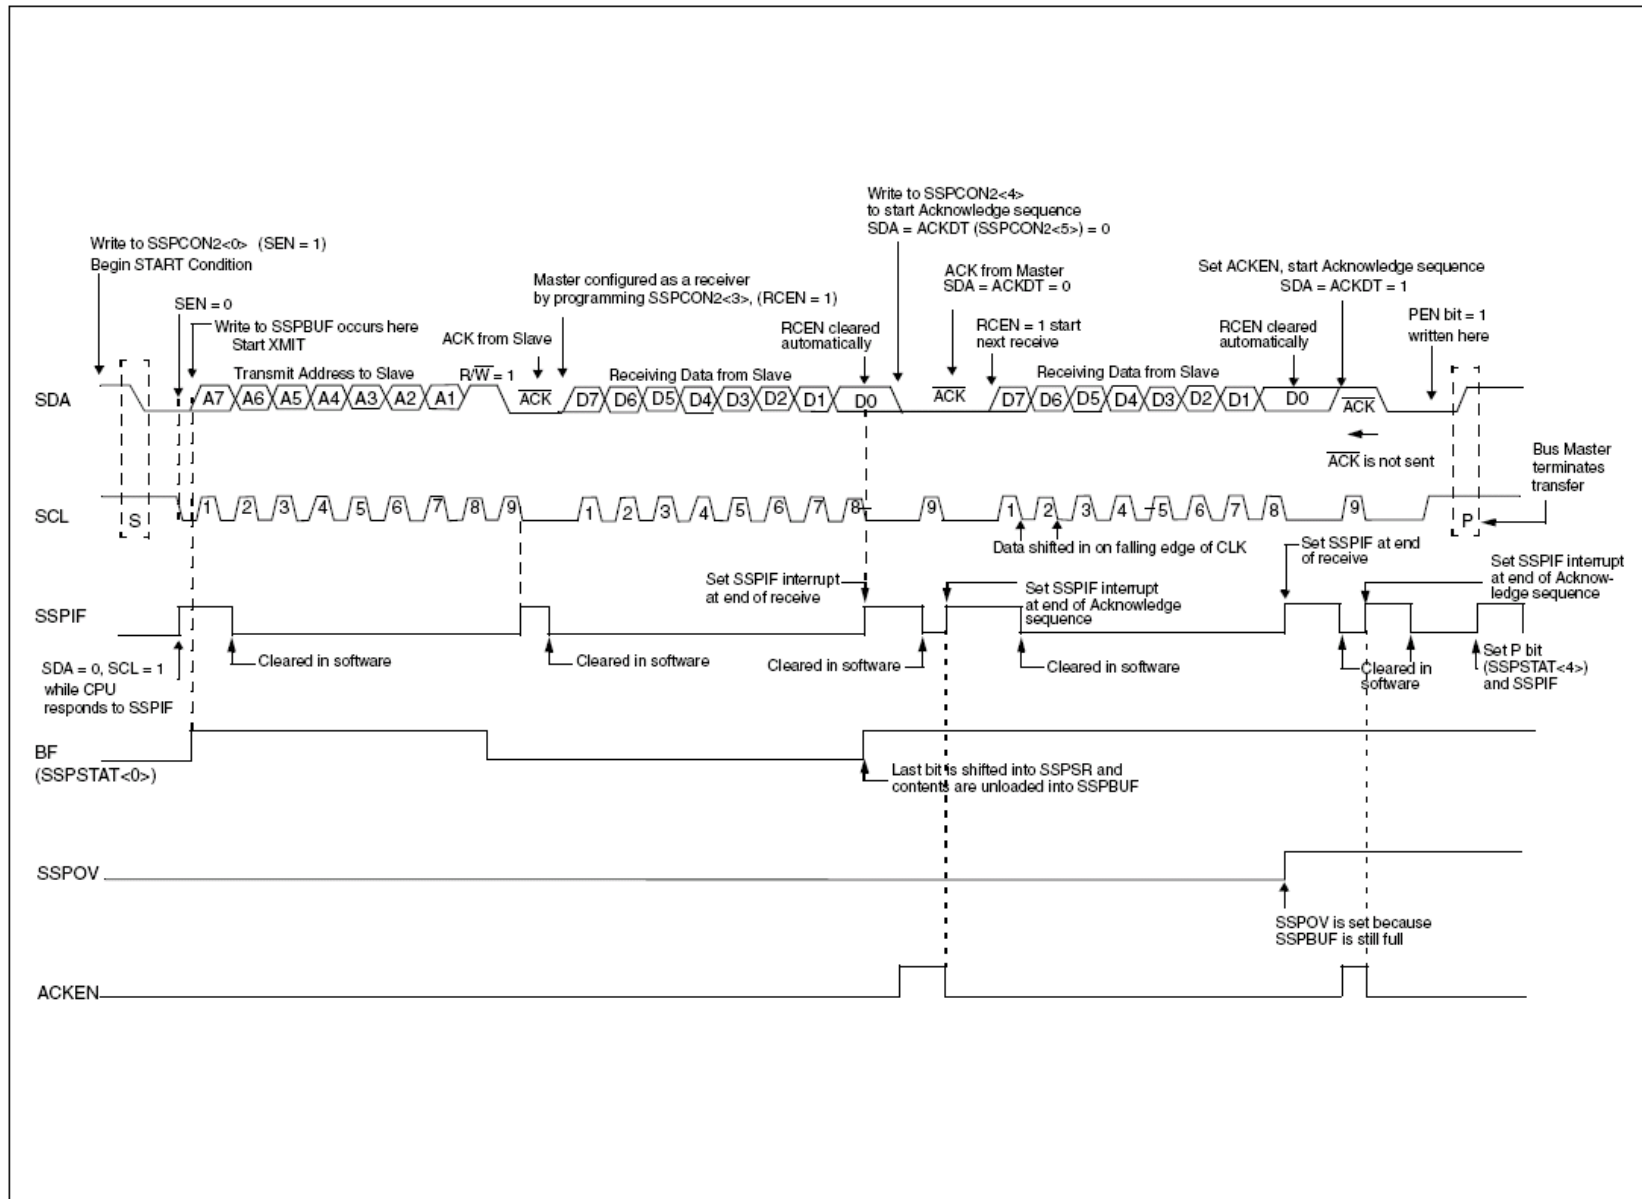 Write to SSPCON2<4>
to start Acknowledge sequence
SDA = ACKDT (SSPCON2<5>) = 0
Write to SSPCON2<0> (SEN = 1)
Begin START Condition
Master configured as a receiver
by programming SSPCON2<3>, (RCEN = 1)
ACK from Master
SDA = ACKDT = 0
Set ACKEN, start Acknowledge sequence
SDA = ACKDT = 1
SEN = 0
Write to SSPBUF occurs here
Start XMIT
ACK from Slave
RCEN cleared
automatically
RCEN = 1 start
next receive
RCEN cleared
automatically
PEN bit = 1
written here
Transmit Address to Slave
R/W = 1
Receiving Data from Slave
Receiving Data from Slave
SDA
A7 A6 A5 A4 A3 A2 A1 ACK D7 D6 D5 D4 D3 D2 D1 D0 ACK D7 D6 D5 D4 D3 D2 D1 D0 ACK
ACK is not sent
Bus Master
terminates
transfer
SCL
S 1 2 3 4 5 6 7 8 9 1 2 3 4 5 6 7 8 9 1 2 3 4 5 6 7 8 9 P
Data shifted in on falling edge of CLK
Set SSPIF at end
of receive
Set SSPIF interrupt
at end of receive
Set SSPIF interrupt
at end of Acknowledge
sequence
Set SSPIF interrupt
at end of Acknow-
ledge sequence
SSPIF
SDA = 0, SCL = 1
while CPU
responds to SSPIF
Cleared in software
Cleared in software
Cleared in software
Cleared in software
Cleared in
software
Set P bit
(SSPSTAT<4>)
and SSPIF
BF
(SSPSTAT<0>)
Last bit is shifted into SSPSR and
contents are unloaded into SSPBUF
SSPOV
SSPOV is set because
SSPBUF is still full
ACKEN